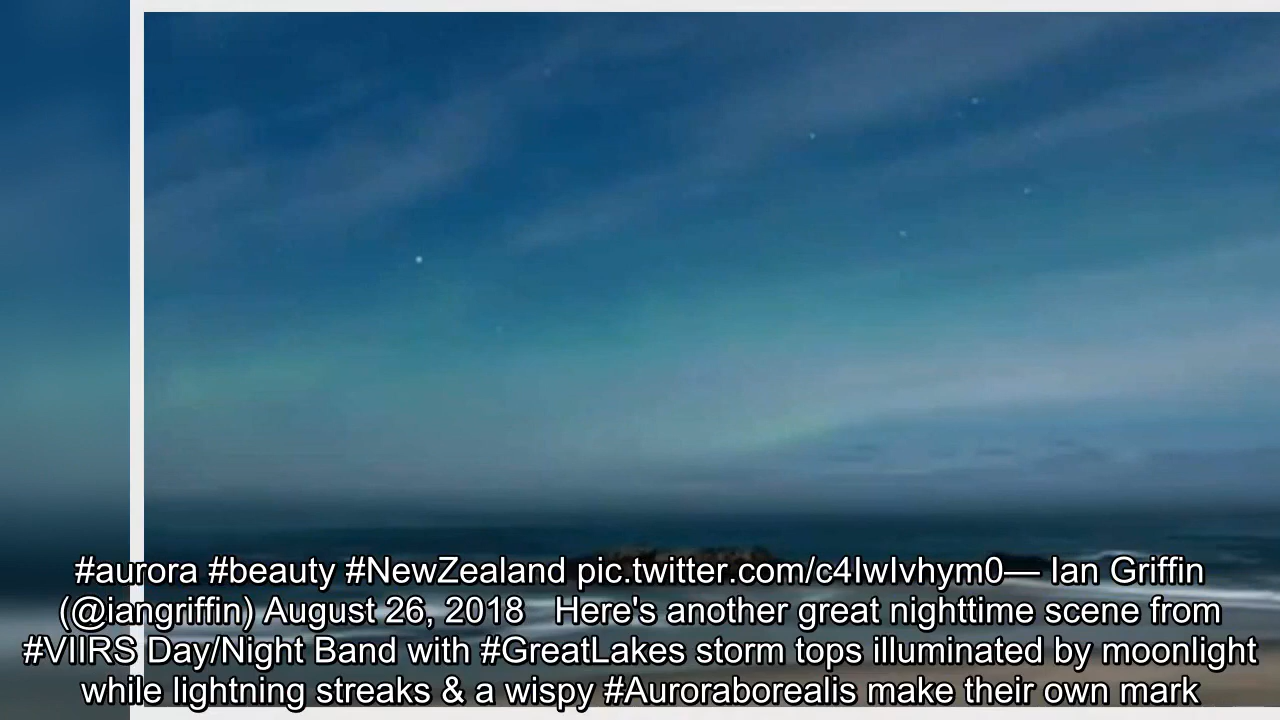 #aurora #beauty #NewZealand pic.twitter.com/c4IwIvhym0— Ian Griffin
(@iangriffin) August 26, 2018   Here's another great nighttime scene from
#VIIRS Day/Night Band with #GreatLakes storm tops illuminated by moonlight
while lightning streaks & a wispy #Auroraborealis make their own mark